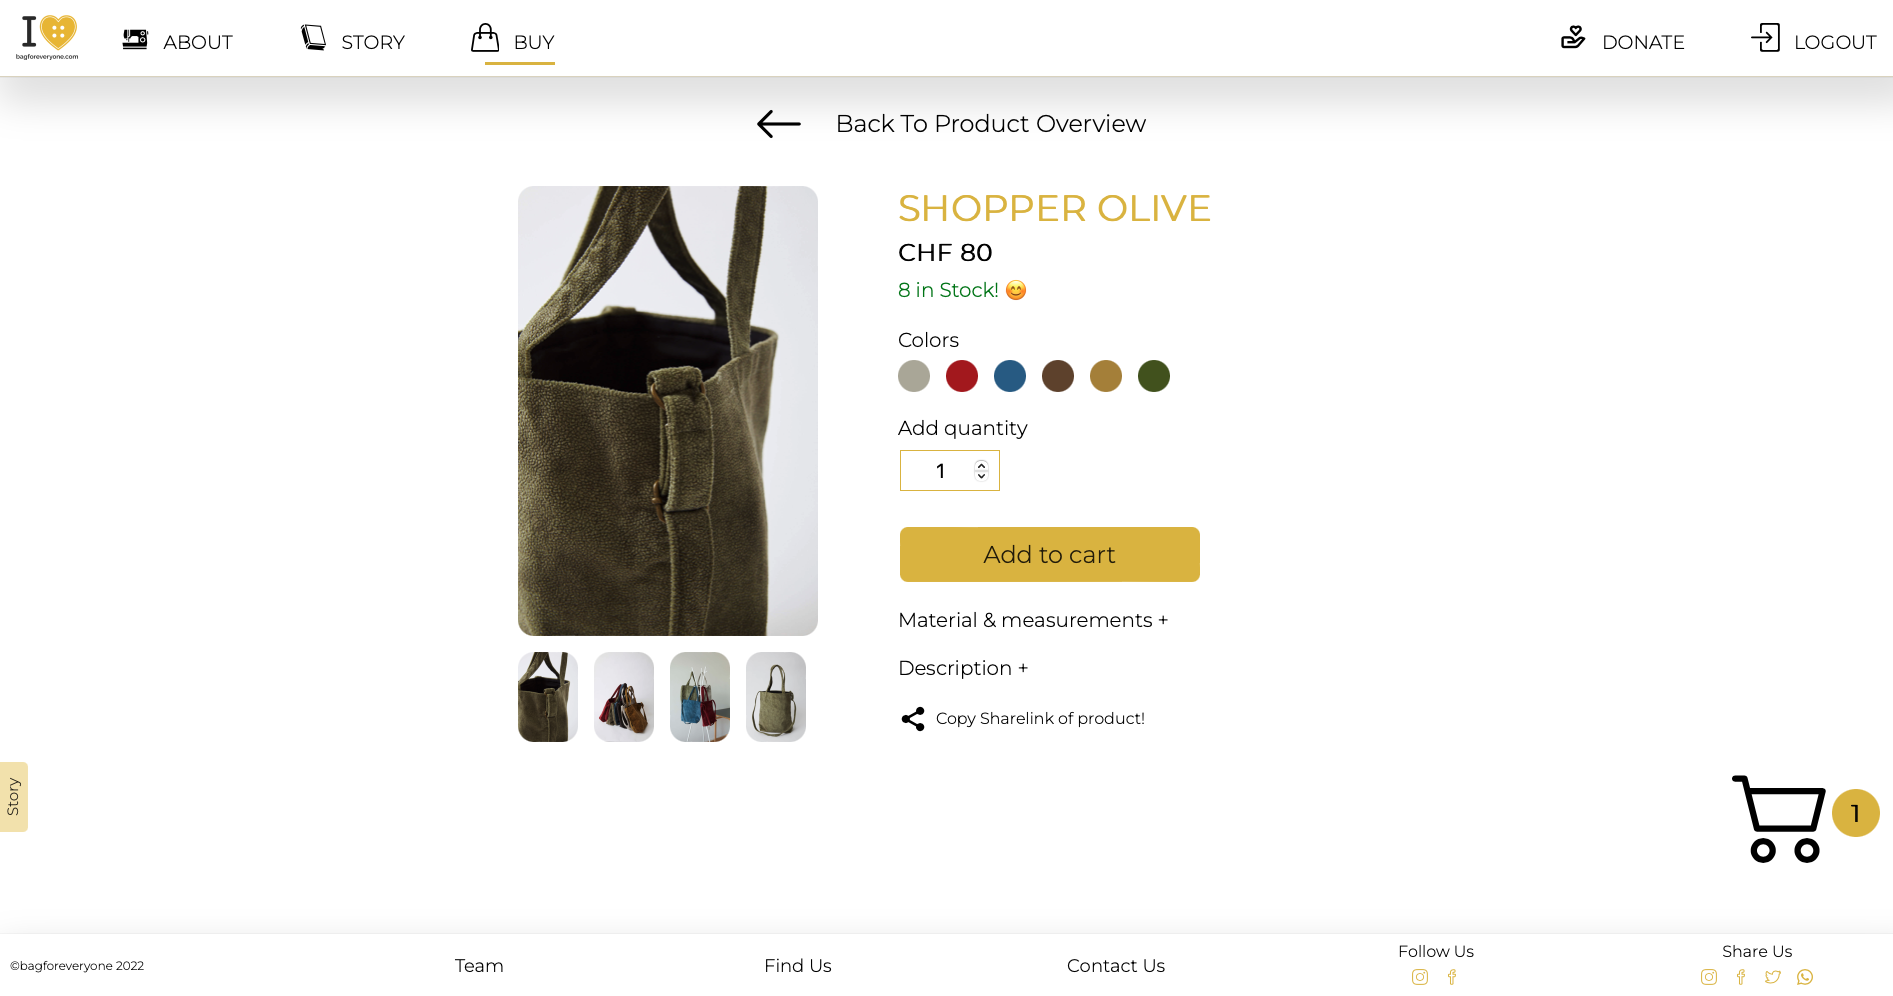 I
bagforeveryone.com
ABOUT
STORY
BUY
DONATE
LOGOUT
Back To Product Overview
SHOPPER OLIVE
CHF 80
8 in Stock! 😊
Colors
Add quantity
1
Add to cart
Material & measurements +
Description +
Copy Sharelink of product!
Story
1
©bagforeveryone 2022
Team
Find Us
Contact Us
Follow Us
Share Us